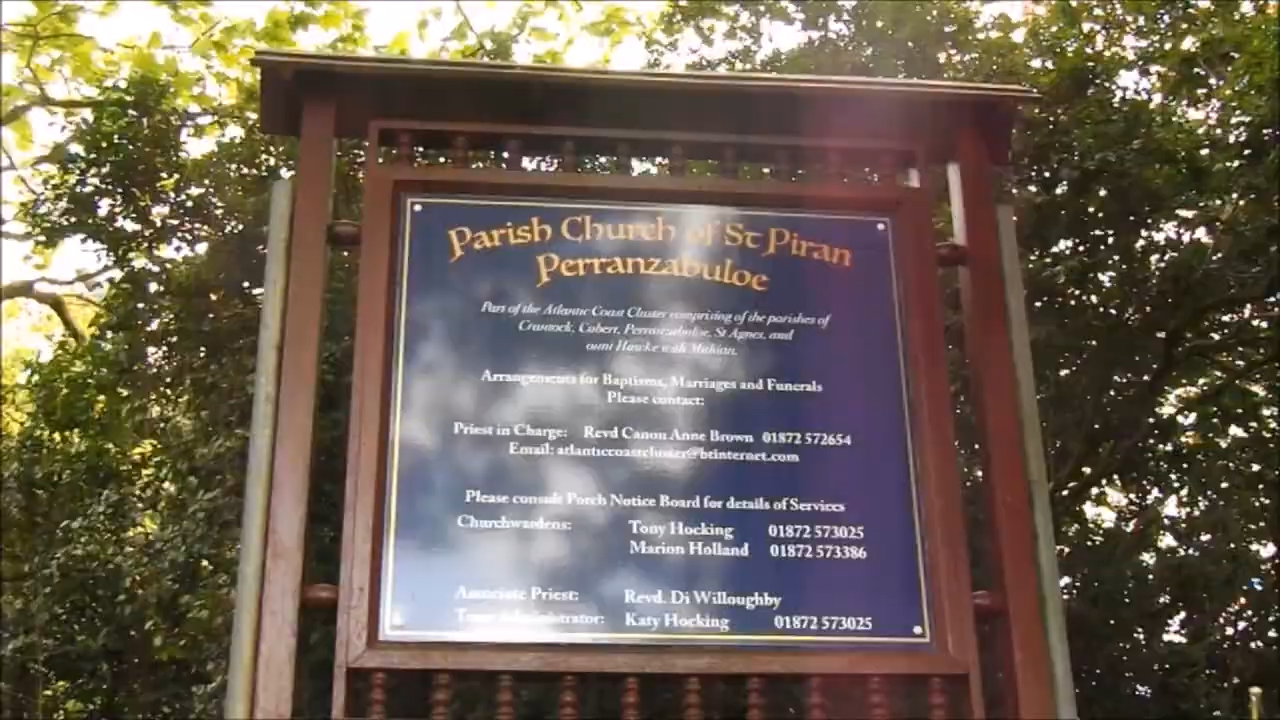 Parish Church of St Piran
Perranzabuloe
Part of the Atlantic Coast Cluster comprising of the parishes of
Crantock, Cubert, Perranzabuloe, St Agnes, and
Hawke with Mithian.
Arrangements for Baptisms, Marriages and Funerals
Please contact:
Priest in Charge: Revd Canon Anne Brown 01872 572654
Email: atlanticcoastcluster@btinternet.com
Please consult Porch Notice Board for details of Services
Churchwardens: Tony Hocking 01872 573025
Marion Holland 01872 573386
Associate Priest: Revd. Di Willoughby
Katy Hocking 01872 573025